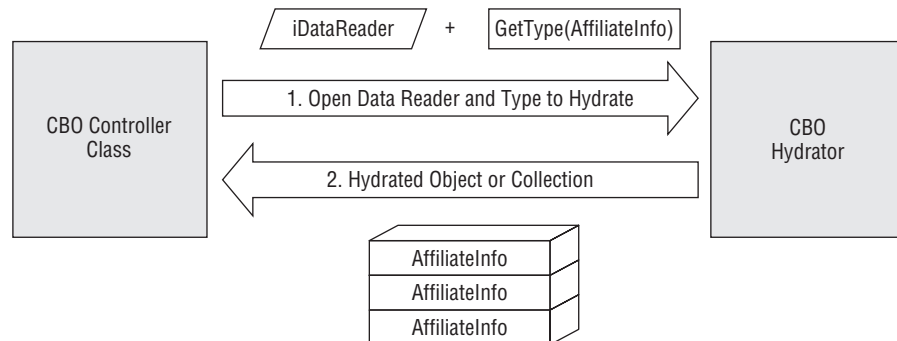 iDataReader
+
GetType(AffiliateInfo)
CBO Controller
Class
1. Open Data Reader and Type to Hydrate
CBO
Hydrator
2. Hydrated Object or Collection
AffiliateInfo
AffiliateInfo
AffiliateInfo